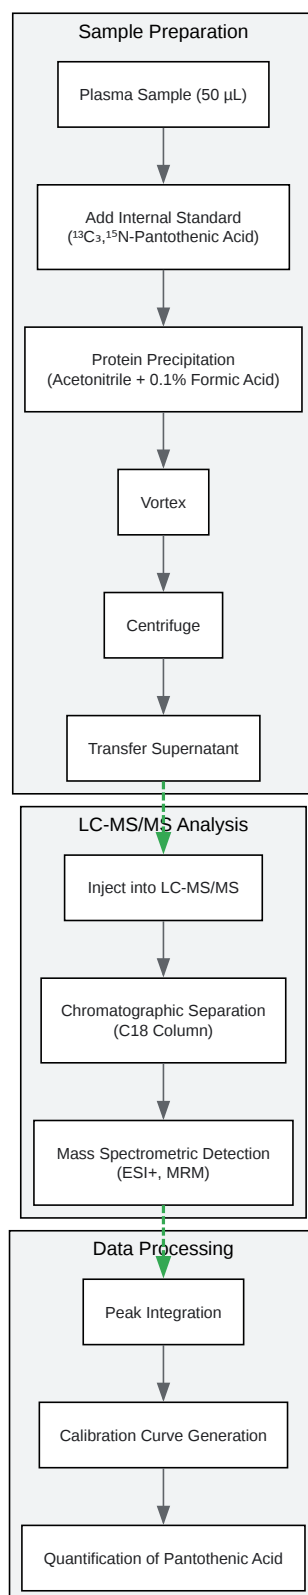 Sample Preparation
Plasma Sample (50 µL)
Add Internal Standard
(¹³C₃,¹⁵N-Pantothenic Acid)
Protein Precipitation
(Acetonitrile + 0.1% Formic Acid)
Vortex
Centrifuge
Transfer Supernatant
LC-MS/MS Analysis
Inject into LC-MS/MS
Chromatographic Separation
(C18 Column)
Mass Spectrometric Detection
(ESI+, MRM)
Data Processing
Peak Integration
Calibration Curve Generation
Quantification of Pantothenic Acid